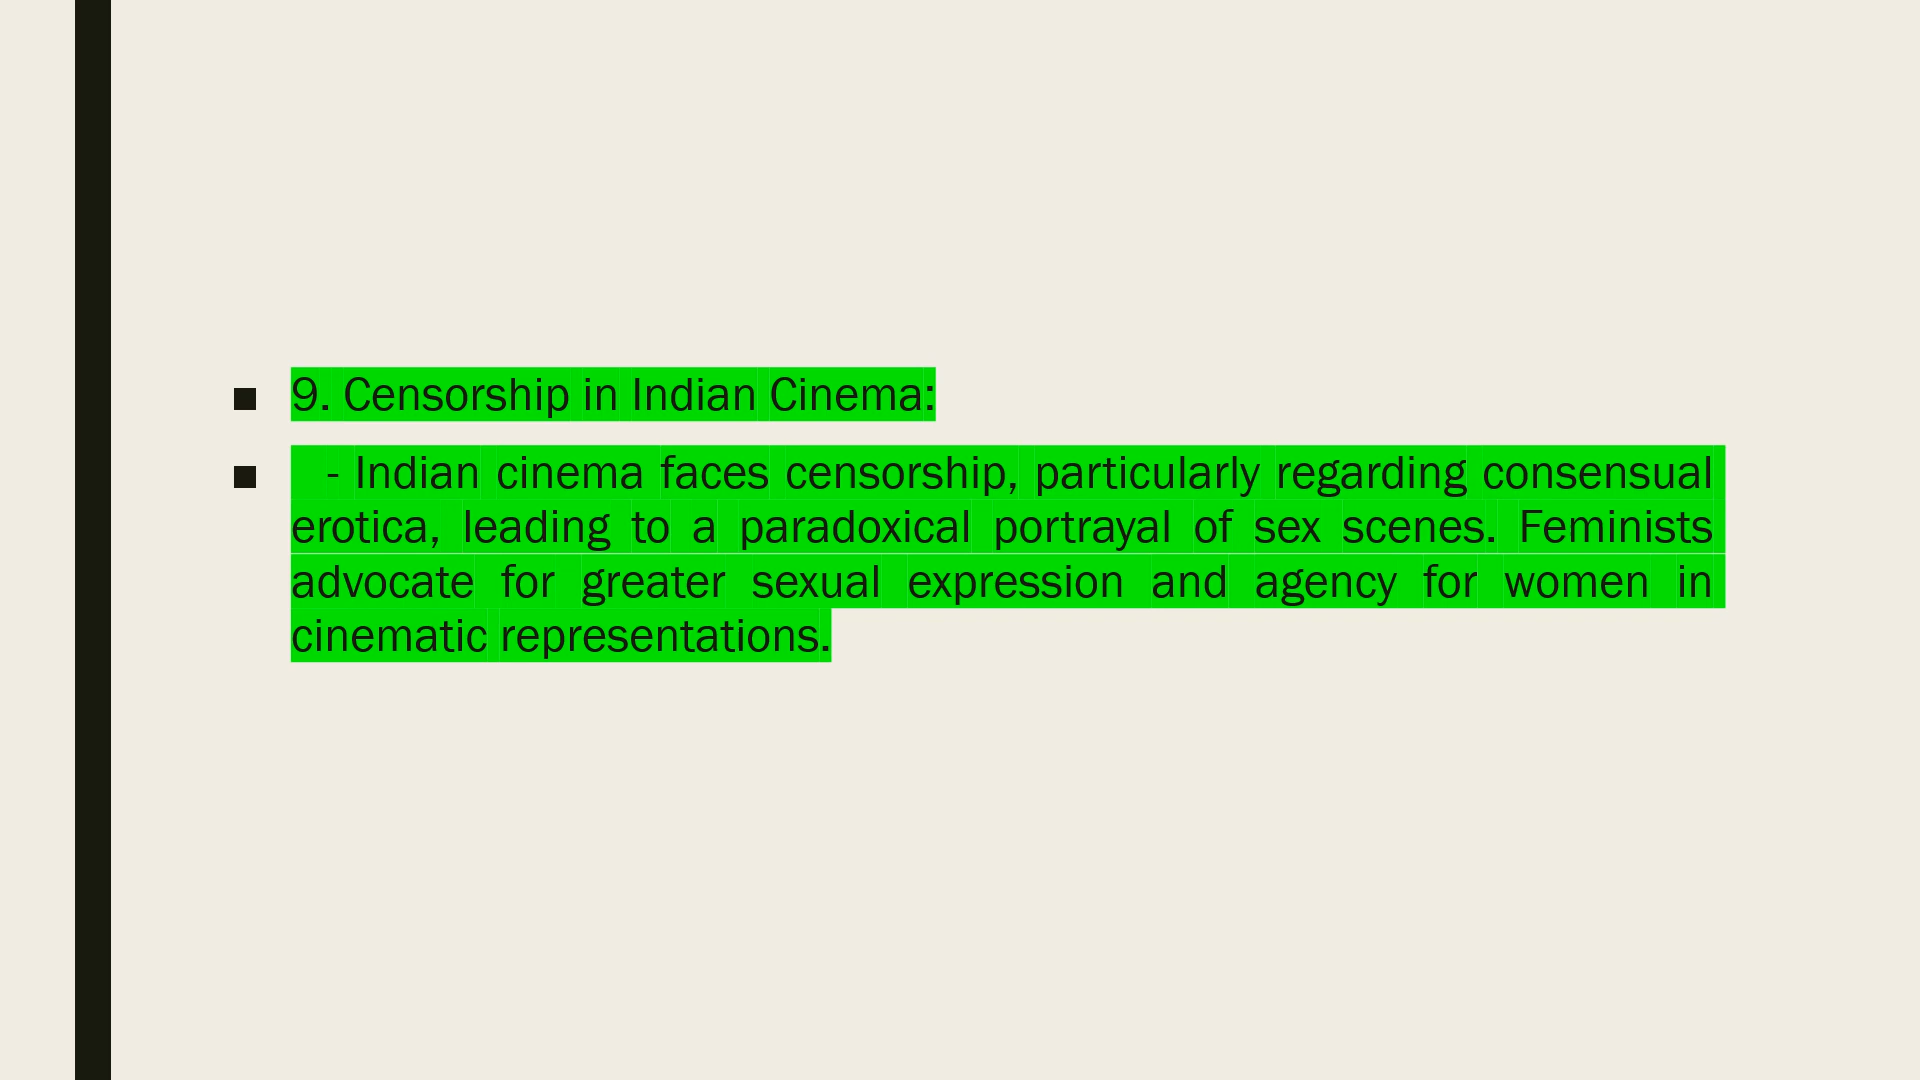 9. Censorship in Indian Cinema:
- Indian cinema faces censorship, particularly regarding consensual
erotica, leading to a paradoxical portrayal of sex scenes. Feminists
advocate for greater sexual expression and agency for women in
cinematic representations.